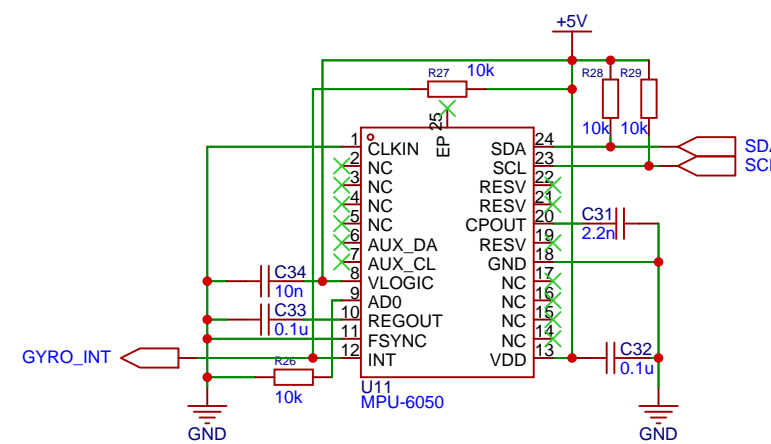 +5V
R27 10k
R28 R29
10k 10k
EP 25
1 CLKIN SDA 24
2 NC SCL 23
3 NC RESV 22
4 NC RESV 21
5 NC CPOUT 20
6 AUX_DA RESV 19
7 AUX_CL GND 18
8 VLOGIC NC 17
9 AD0 NC 16
10 REGOUT NC 15
11 FSYNC NC 14
12 INT VDD 13
C31
2.2n
C34
10n
C33
0.1u
GYRO_INT
R26
10k
C32
0.1u
U11
MPU-6050
GND
GND